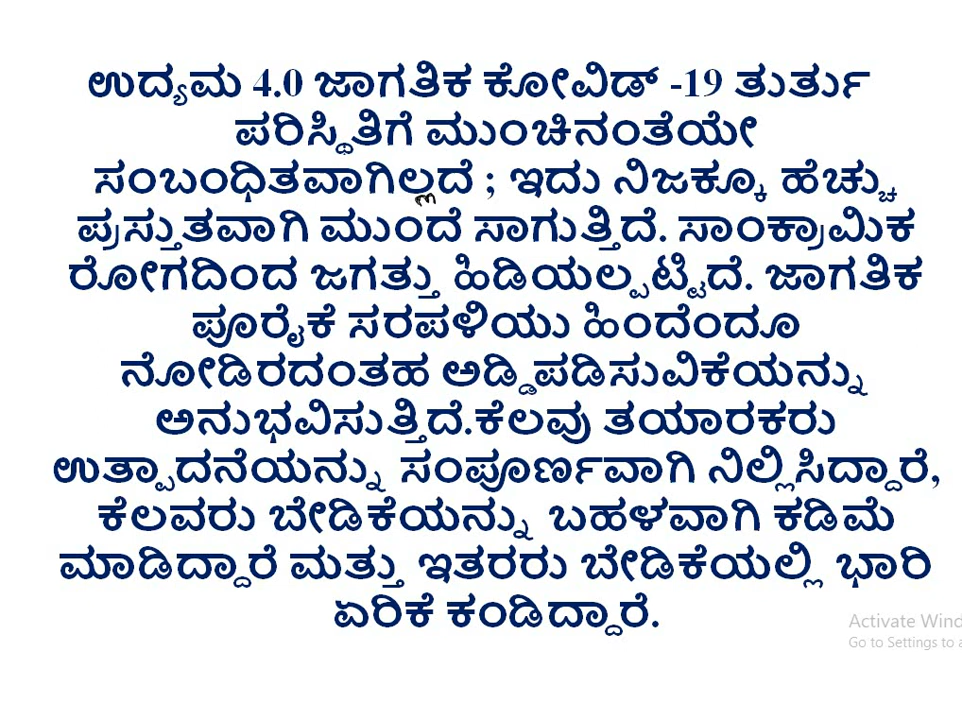 ಉದ್ಯಮ 4.0 ಜಾಗತಿಕ ಕೋವಿಡ್ -19 ತುರ್ತು
ಪರಿಸ್ಥಿತಿಗೆ ಮುಂಚಿನಂತೆಯೇ
ಸಂಬಂಧಿತವಾಗಿಲ್ಲದೆ ; ಇದು ನಿಜಕ್ಕೂ ಹೆಚ್ಚು
ಪ್ರಸ್ತುತವಾಗಿ ಮುಂದೆ ಸಾಗುತ್ತಿದೆ. ಸಾಂಕ್ರಾಮಿಕ
ರೋಗದಿಂದ ಜಗತ್ತು ಹಿಡಿಯಲ್ಪಟ್ಟಿದೆ. ಜಾಗತಿಕ
ಪೂರೈಕೆ ಸರಪಳಿಯು ಹಿಂದೆಂದೂ
ನೋಡಿರದಂತಹ ಅಡ್ಡಿಪಡಿಸುವಿಕೆಯನ್ನು
ಅನುಭವಿಸುತ್ತಿದೆ.ಕೆಲವು ತಯಾರಕರು
ಉತ್ಪಾದನೆಯನ್ನು ಸಂಪೂರ್ಣವಾಗಿ ನಿಲ್ಲಿಸಿದ್ದಾರೆ,
ಕೆಲವರು ಬೇಡಿಕೆಯನ್ನು ಬಹಳವಾಗಿ ಕಡಿಮೆ
ಮಾಡಿದ್ದಾರೆ ಮತ್ತು ಇತರರು ಬೇಡಿಕೆಯಲ್ಲಿ ಭಾರಿ
ಏರಿಕೆ ಕಂಡಿದ್ದಾರೆ.
Activate Wind
Go to Settings to a